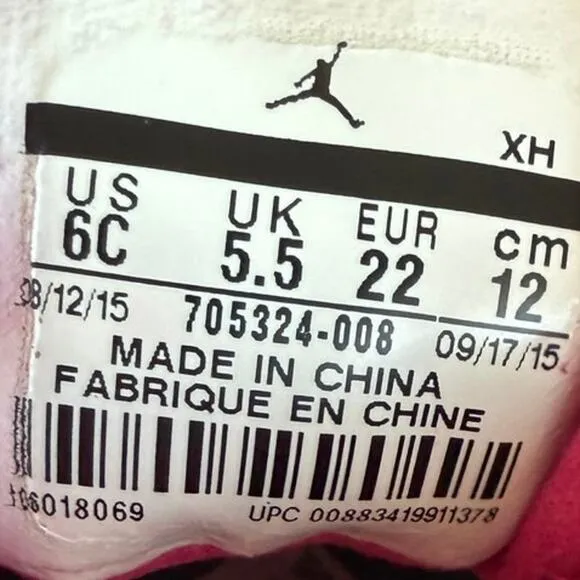 XH
US UK EUR cm
6C 5.5 22 12
08/12/15 705324-008 09/17/15
MADE IN CHINA
FABRIQUE EN CHINE
UPC 00883419911378